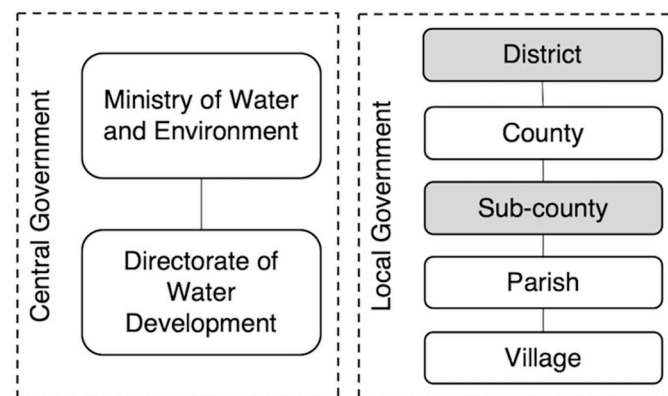 Central Government
Ministry of Water
and Environment
Directorate of
Water
Development
Local Government
District
County
Sub-county
Parish
Village